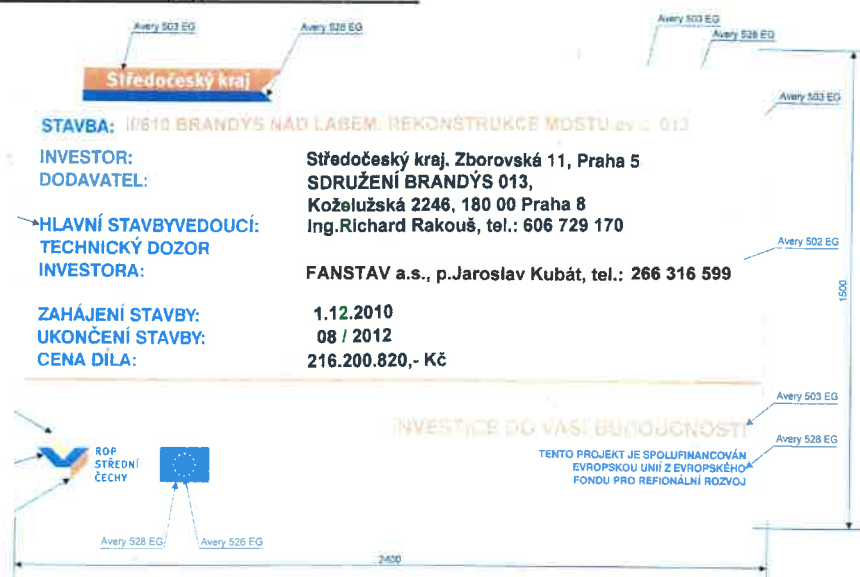 Avery 503 EG
Avery 528 EG
Avery 503 EG
Avery 528 EG
Středočeský kraj
Avery 503 EG
STAVBA: II/610 BRANDÝS NAD LABEM, REKONSTRUKCE MOSTU ev.č. 013
INVESTOR: Středočeský kraj, Zborovská 11, Praha 5
DODAVATEL: SDRUŽENÍ BRANDÝS 013,
Koželužská 2246, 180 00 Praha 8
HLAVNÍ STAVBYVEDOUCÍ: Ing.Richard Rakouš, tel.: 606 729 170
TECHNICKÝ DOZOR
Avery 502 EG
INVESTORA: FANSTAV a.s., p.Jaroslav Kubát, tel.: 266 316 599
1500
ZAHÁJENÍ STAVBY: 1.12.2010
UKONČENÍ STAVBY: 08 / 2012
CENA DÍLA: 216.200.820,- Kč
Avery 503 EG
INVESTICE DO VAŠÍ BUDOUCNOSTI
Avery 528 EG
ROP
STŘEDNÍ
ČECHY
TENTO PROJEKT JE SPOLUFINANCOVÁN
EVROPSKOU UNIÍ Z EVROPSKÉHO
FONDU PRO REFIONÁLNÍ ROZVOJ
Avery 528 EG
Avery 526 EG
2400